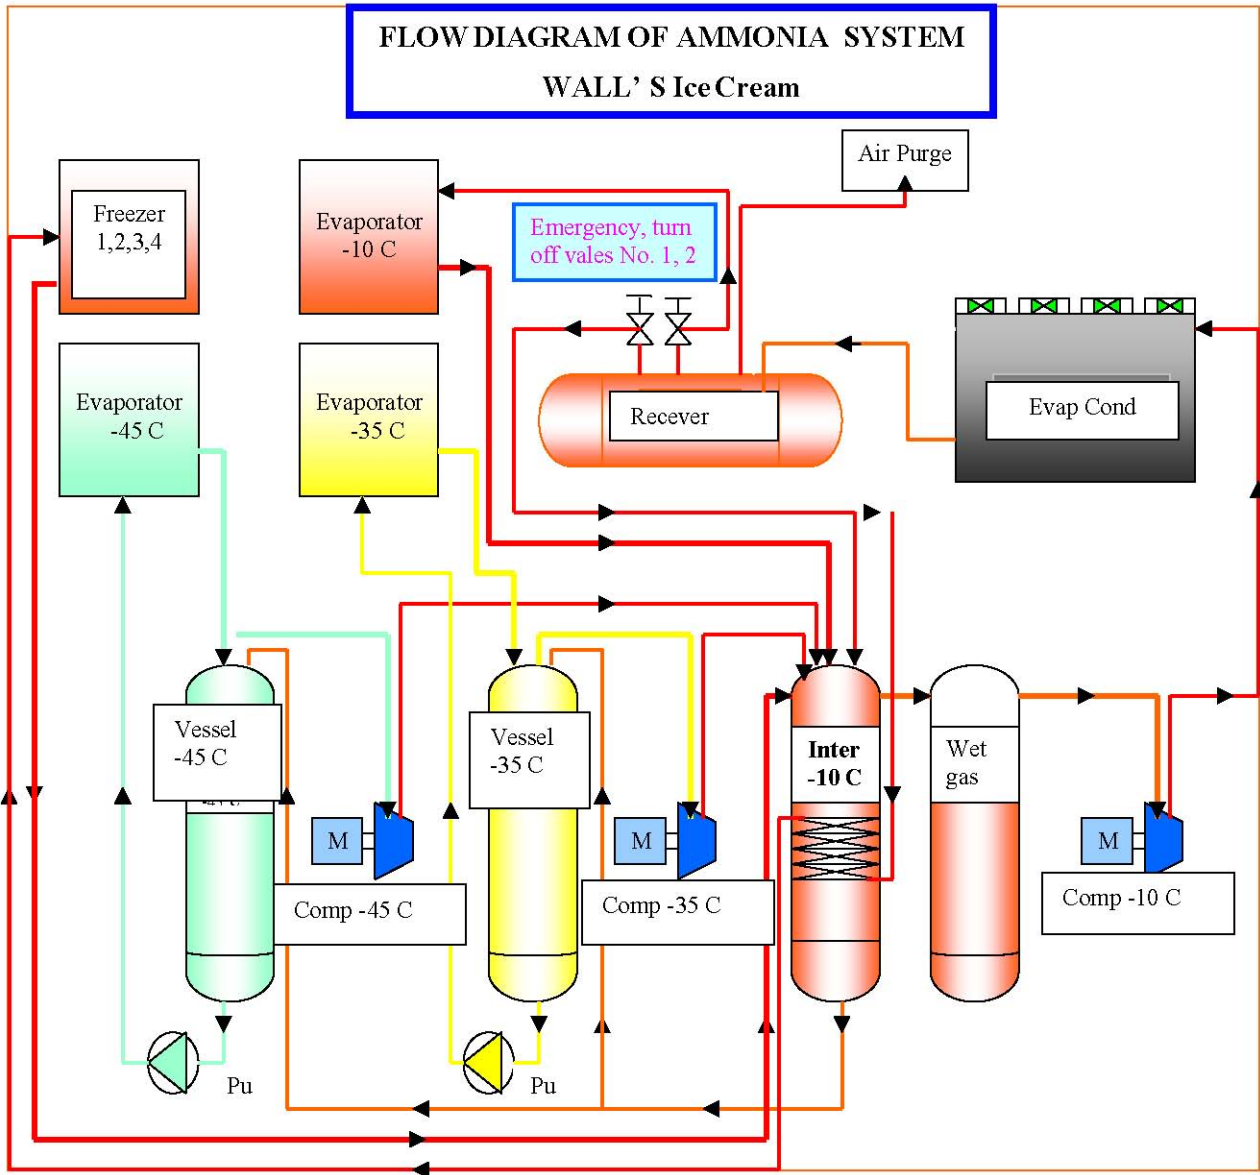 FLOW DIAGRAM OF AMMONIA SYSTEM
WALL' S Ice Cream
Air Purge
Freezer
1,2,3,4
Evaporator
-10 C
Emergency, turn
off vales No. 1, 2
Evaporator
-45 C
Evaporator
-35 C
Recever
Evap Cond
Vessel
-45 C
Vessel
-35 C
Inter
-10 C
Wet
gas
M
M
M
Comp -45 C
Comp -35 C
Comp -10 C
Pu
Pu